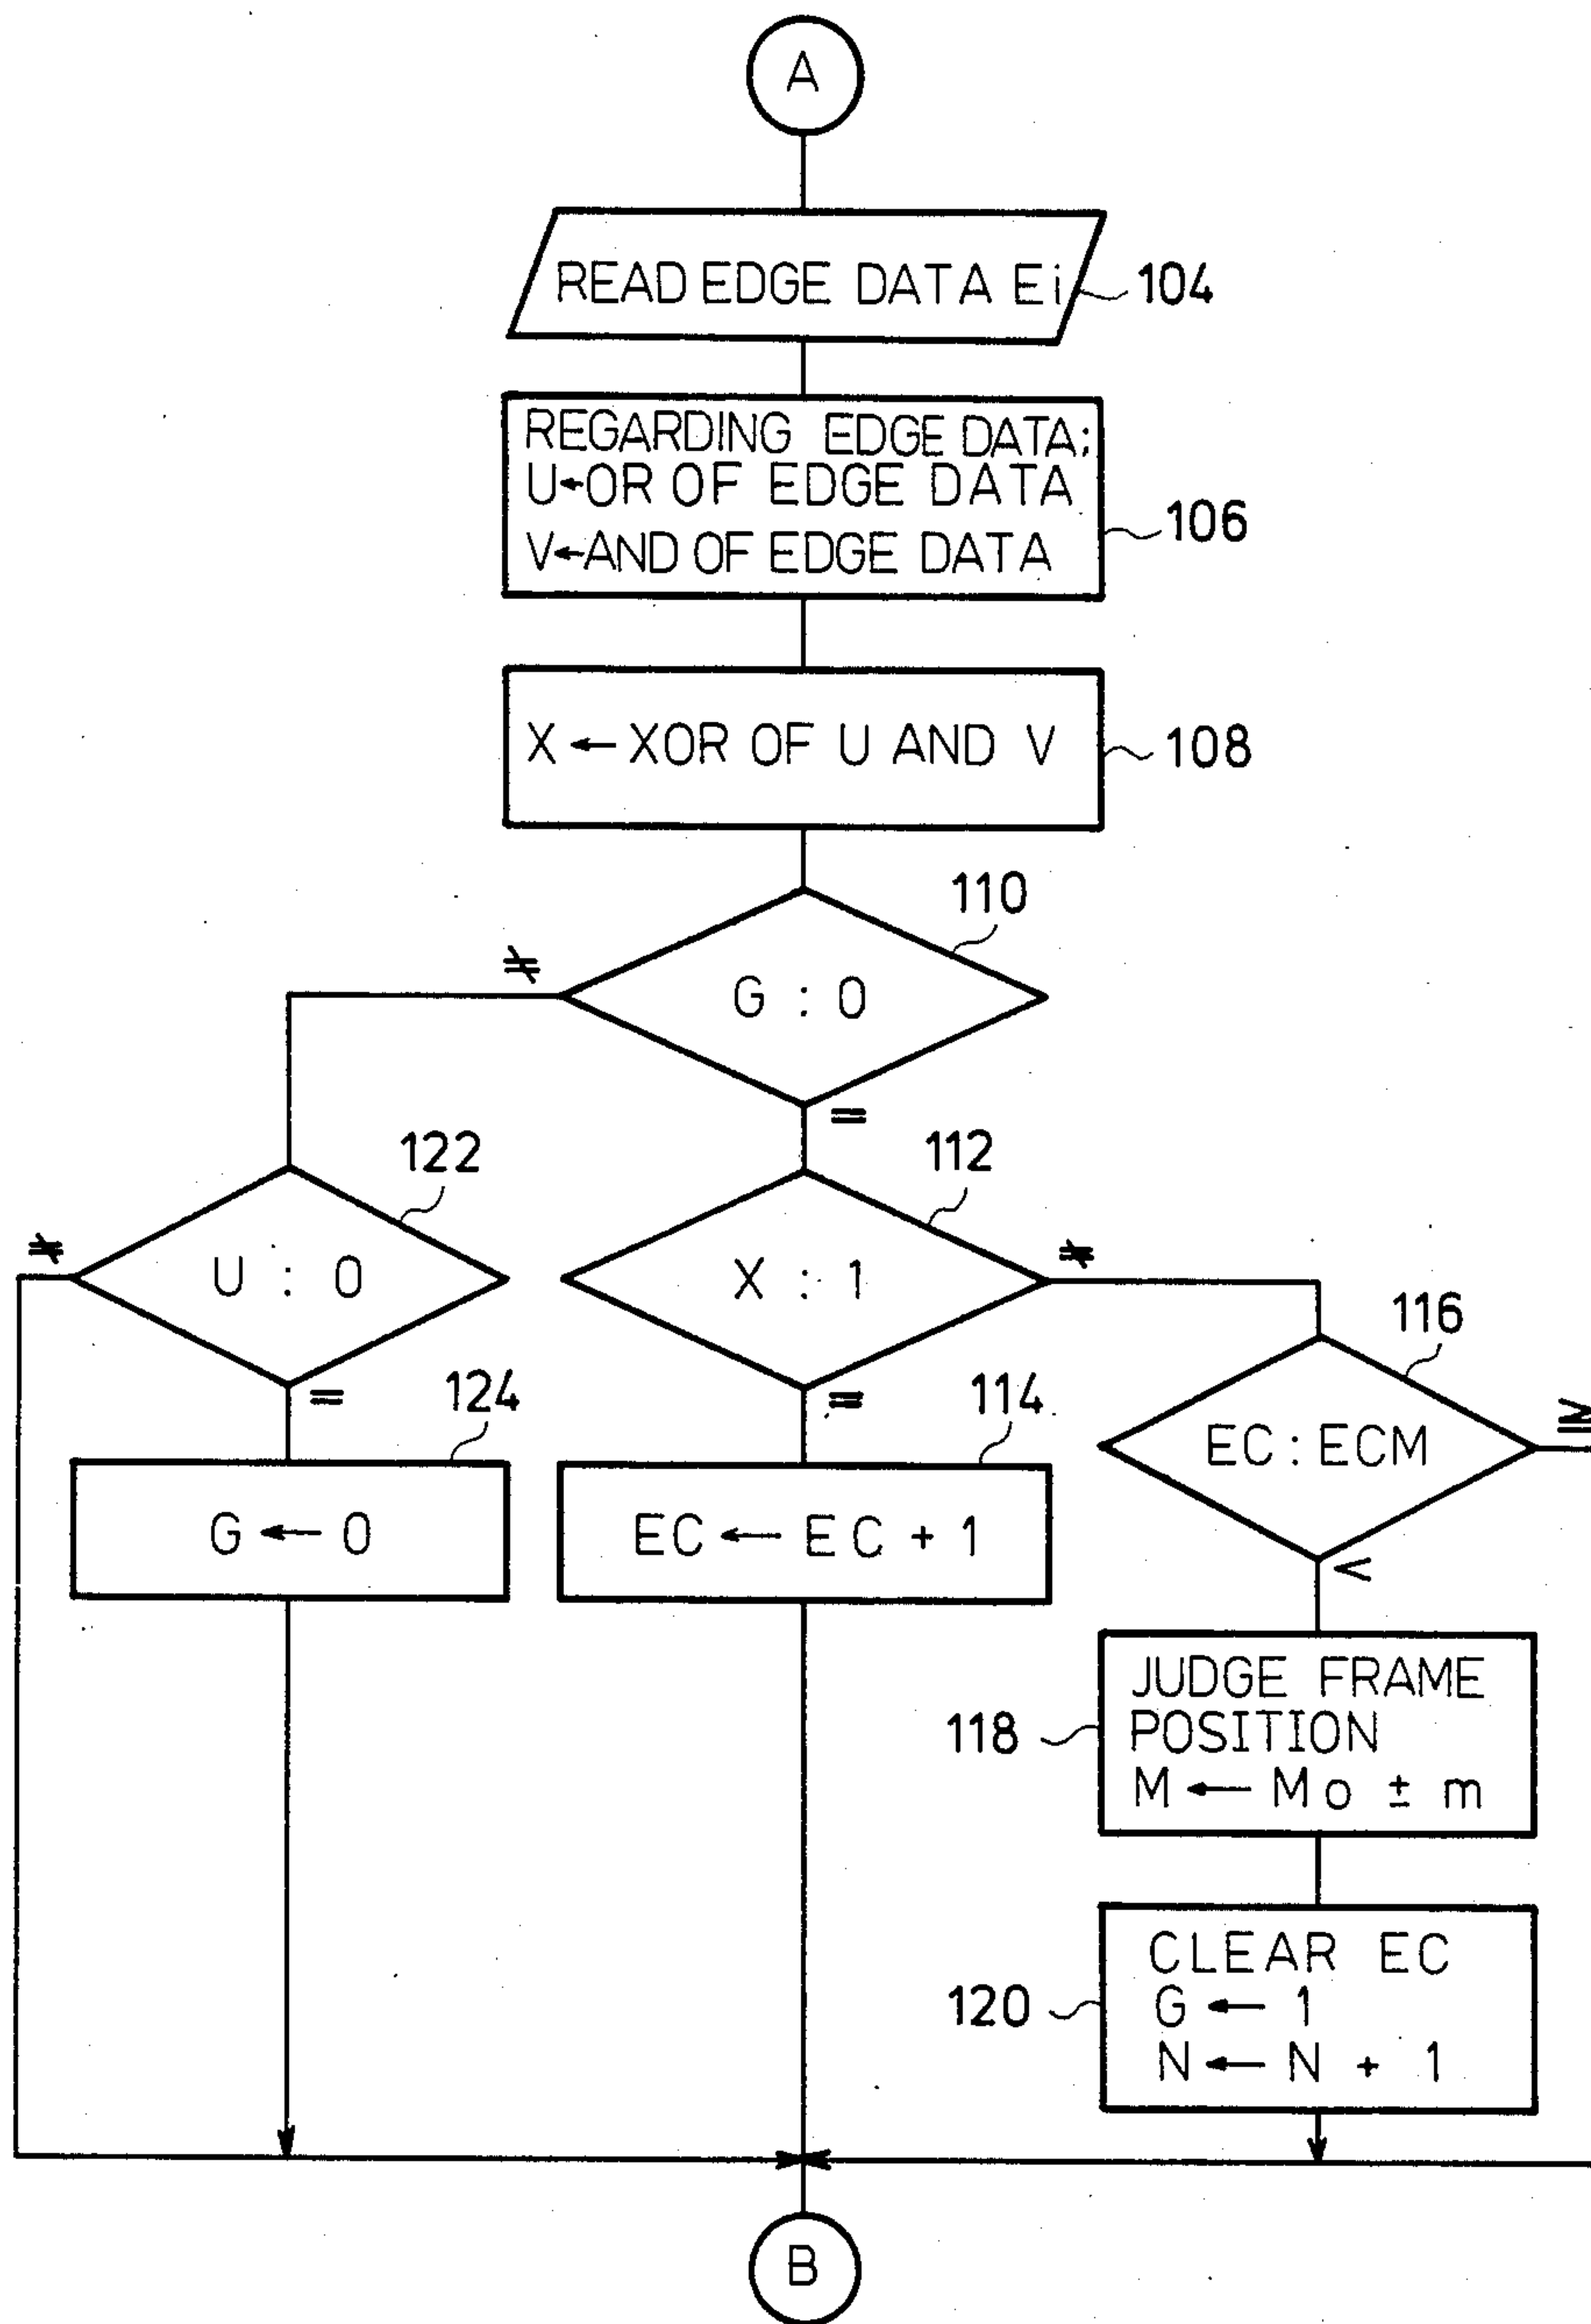 A
READ EDGE DATA Ei
104
REGARDING EDGE DATA;
U←OR OF EDGE DATA
V←AND OF EDGE DATA
106
X ← XOR OF U AND V
108
110
≠
G : 0
=
122
≠
U : 0
=
112
≠
X : 1
=
116
EC : ECM
≧
<
124
G ← 0
114
EC ← EC + 1
118
JUDGE FRAME
POSITION
M ← Mo ± m
120
CLEAR EC
G ← 1
N ← N + 1
B